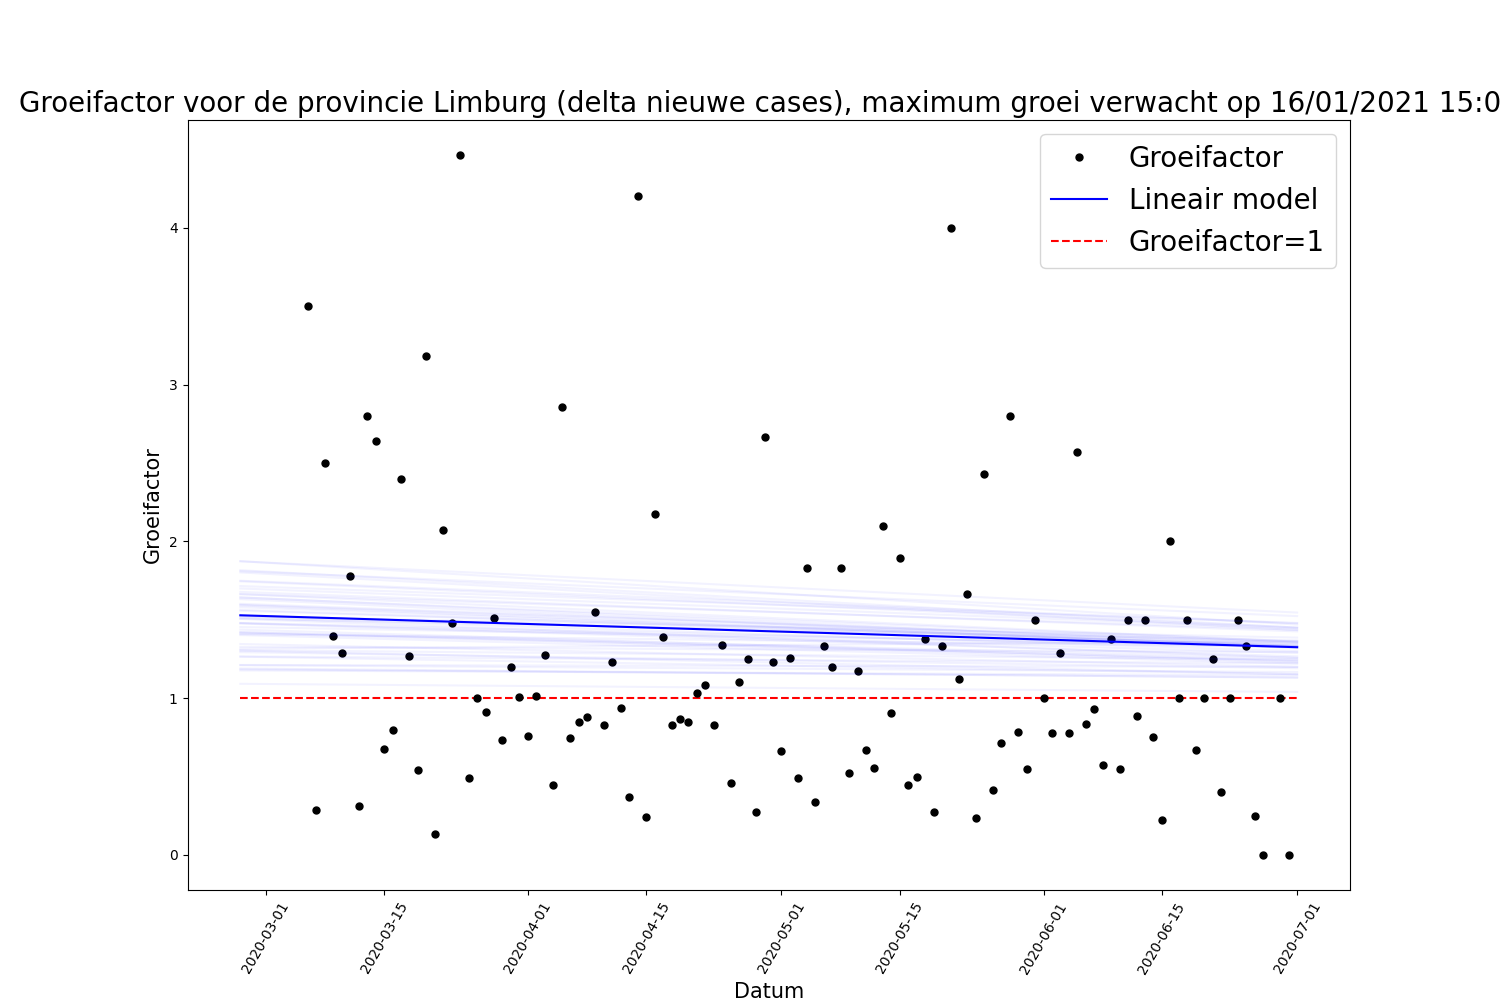 Groeifactor voor de provincie Limburg (delta nieuwe cases), maximum groei verwacht op 16/01/2021 15:0
Groeifactor
Lineair model
Groeifactor=1
Groeifactor
4
3
2
1
0
2020-03-01
2020-03-15
2020-04-01
2020-04-15
2020-05-01
2020-05-15
2020-06-01
2020-06-15
2020-07-01
Datum